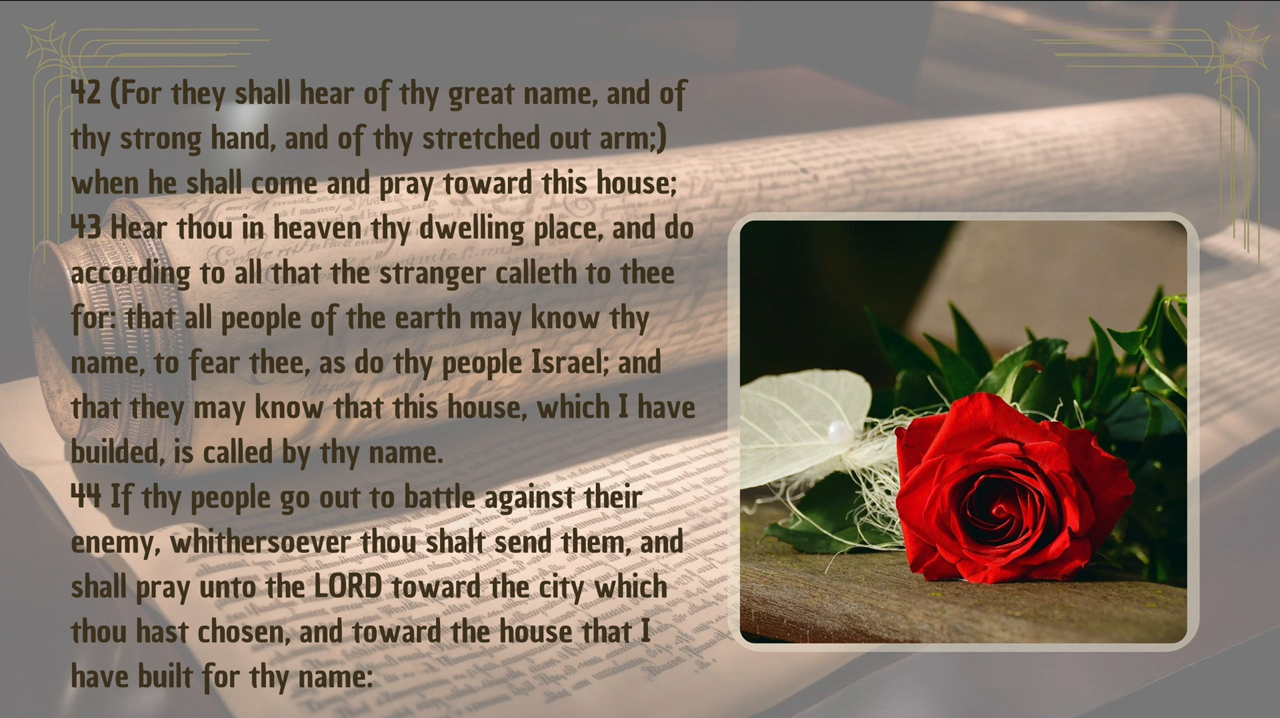 42 (For they shall hear of thy great name, and of
thy strong hand, and of thy stretched out arm;)
when he shall come and pray toward this house;
43 Hear thou in heaven thy dwelling place, and do
according to all that the stranger calleth to thee
for: that all people of the earth may know thy
name, to fear thee, as do thy people Israel; and
that they may know that this house, which I have
builded, is called by thy name.
44 If thy people go out to battle against their
enemy, whithersoever thou shalt send them, and
shall pray unto the LORD toward the city which
thou hast chosen, and toward the house that I
have built for thy name: